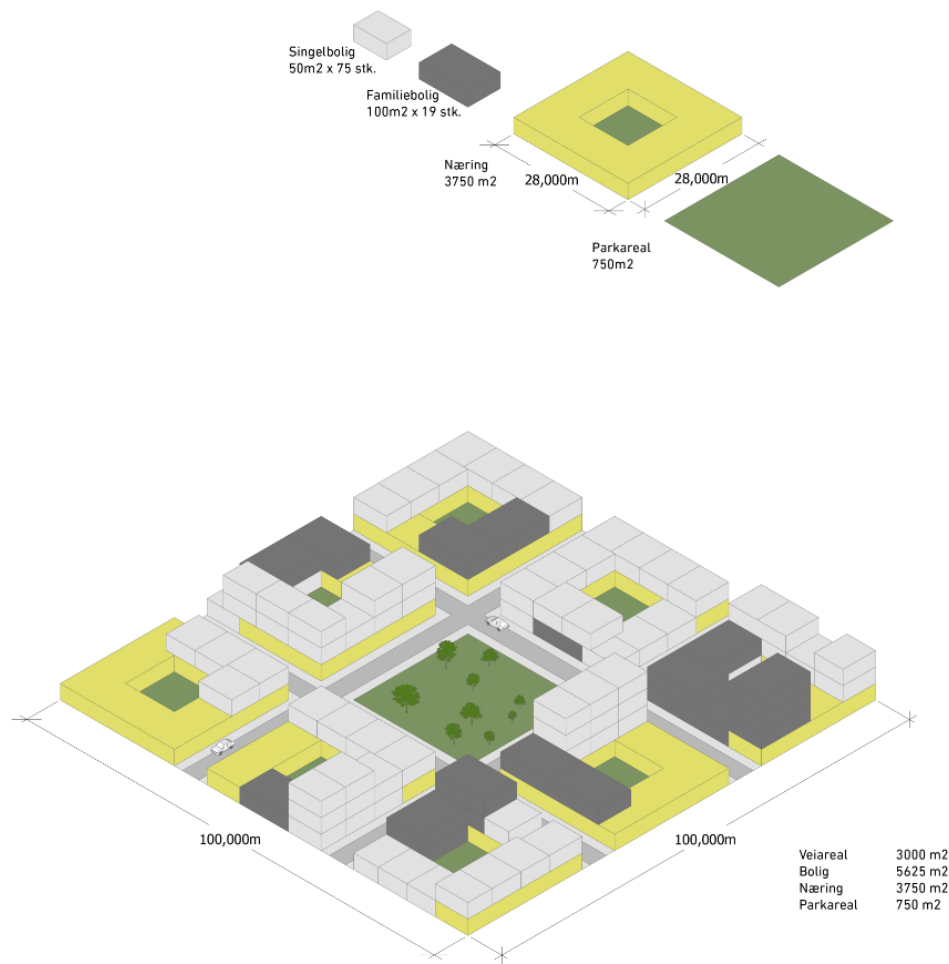 Singelbolig
50m2 x 75 stk.
Familiebolig
100m2 x 19 stk.
Næring
3750 m2
28,000m
28,000m
Parkareal
750m2
100,000m
100,000m
Veiareal 3000 m2
Bolig 5625 m2
Næring 3750 m2
Parkareal 750 m2